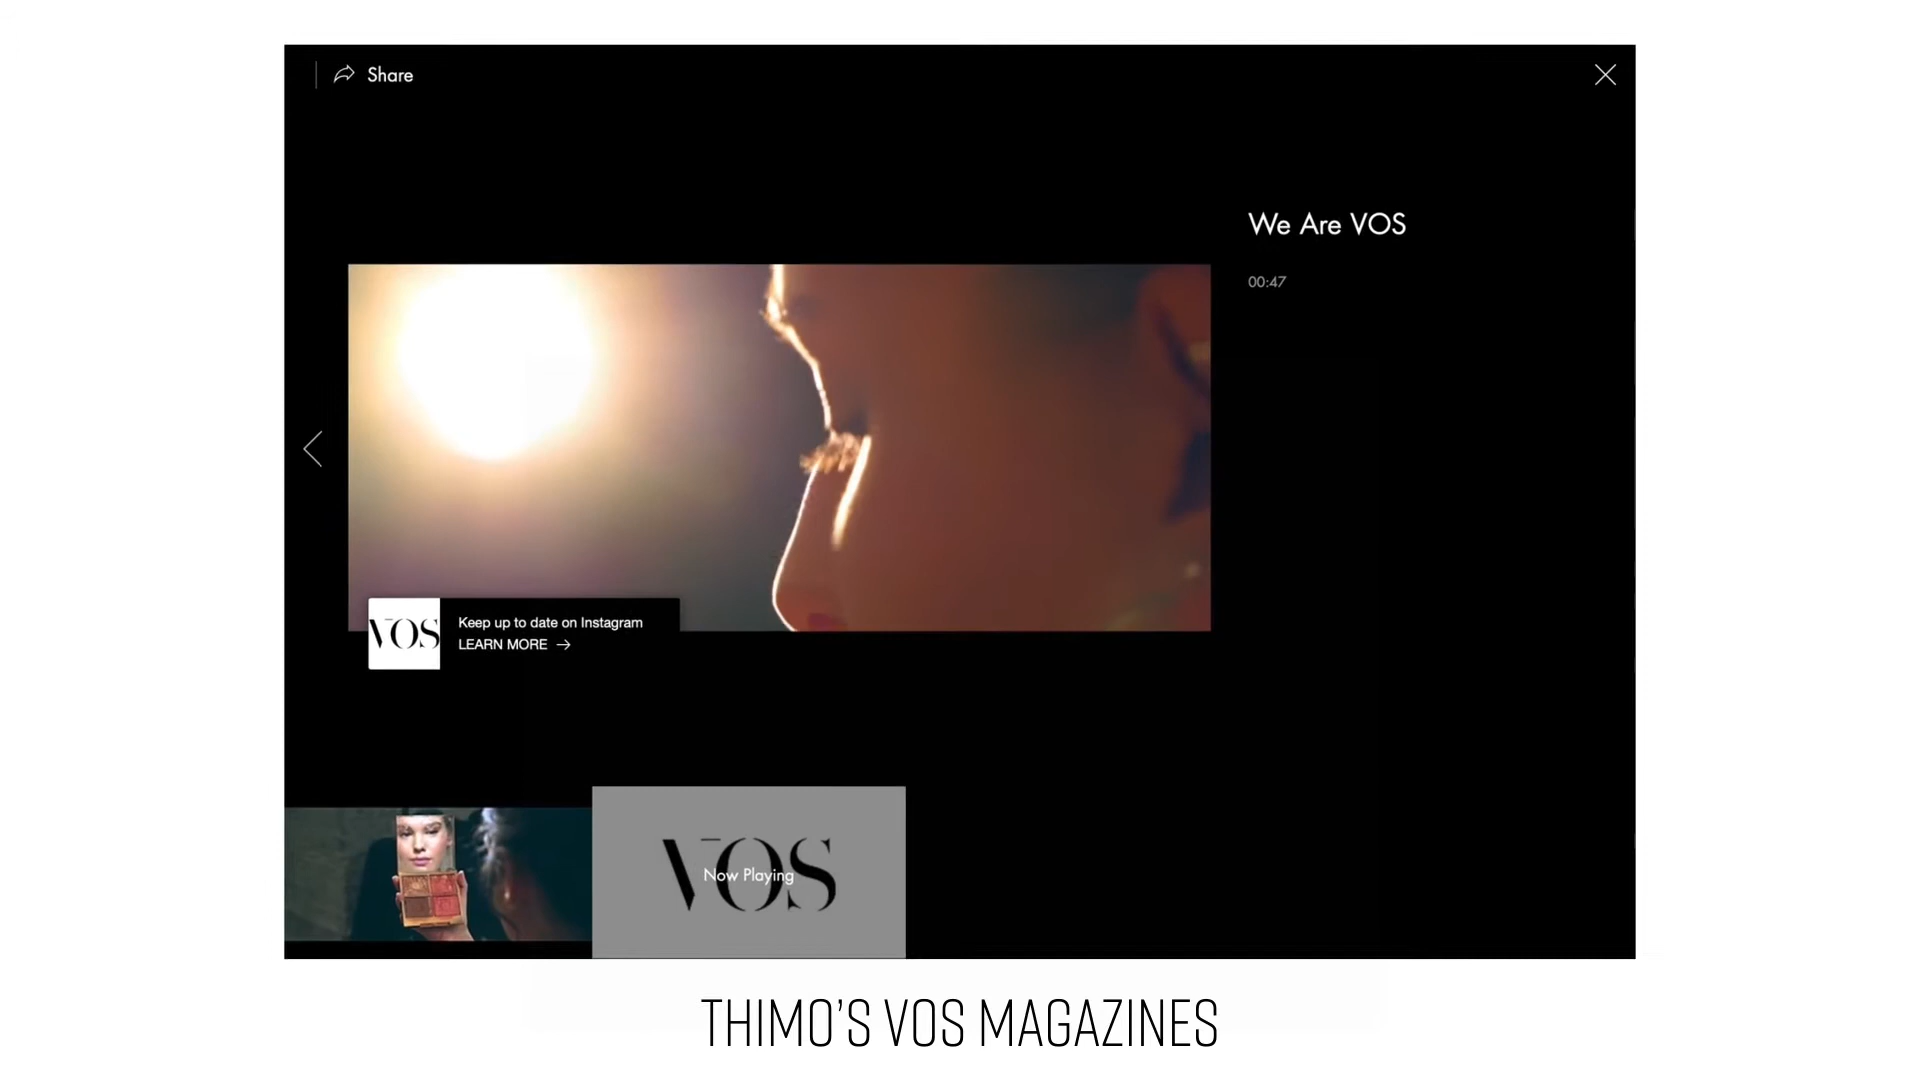 Share
We Are VOS
00:47
VOS
Keep up to date on Instagram
LEARN MORE
VOS
Now Playing
THIMO'S VOS MAGAZINES